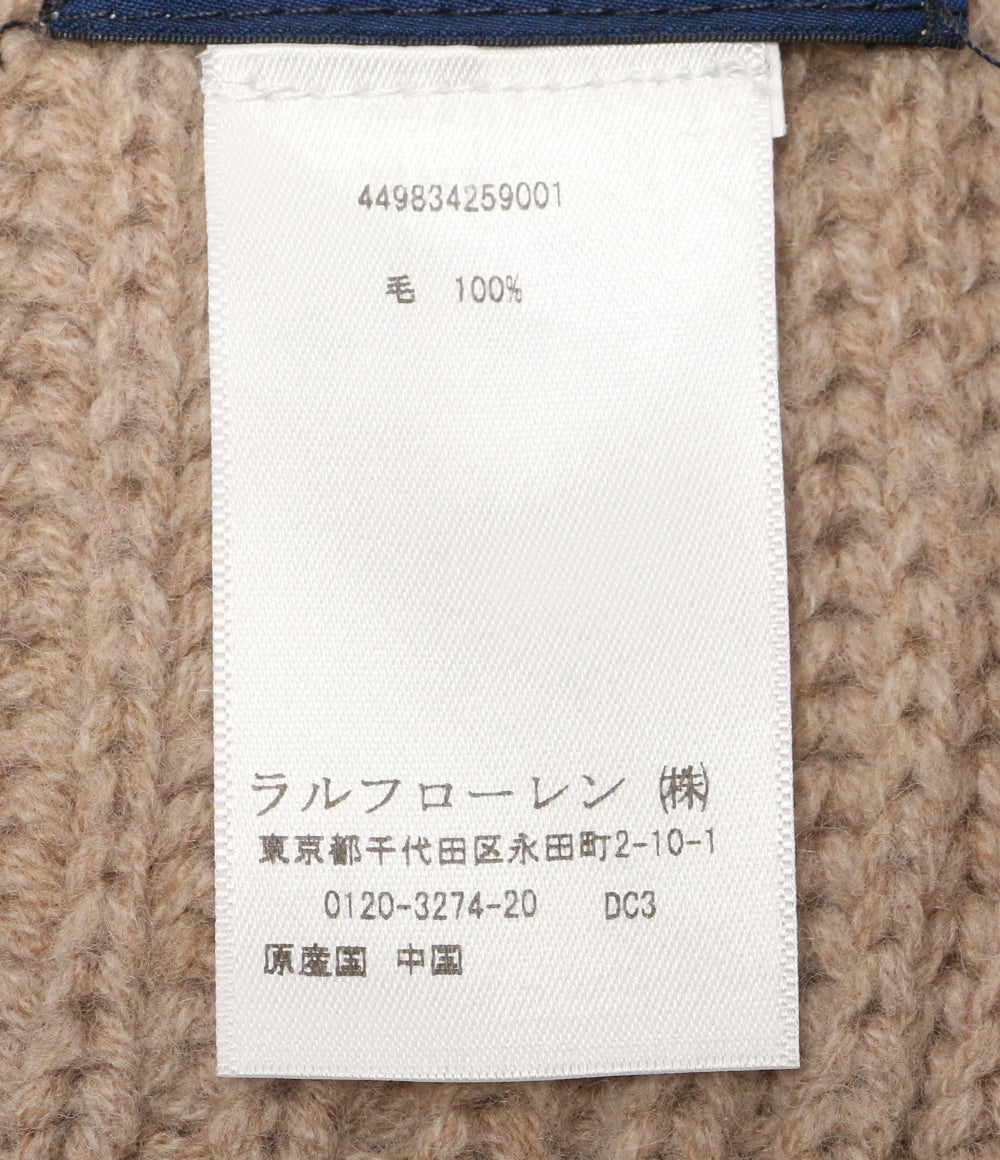 449834259001
毛 100%
ラルフローレン ㈱
東京都千代田区永田町2-10-1
0120-3274-20 DC3
原産国 中国